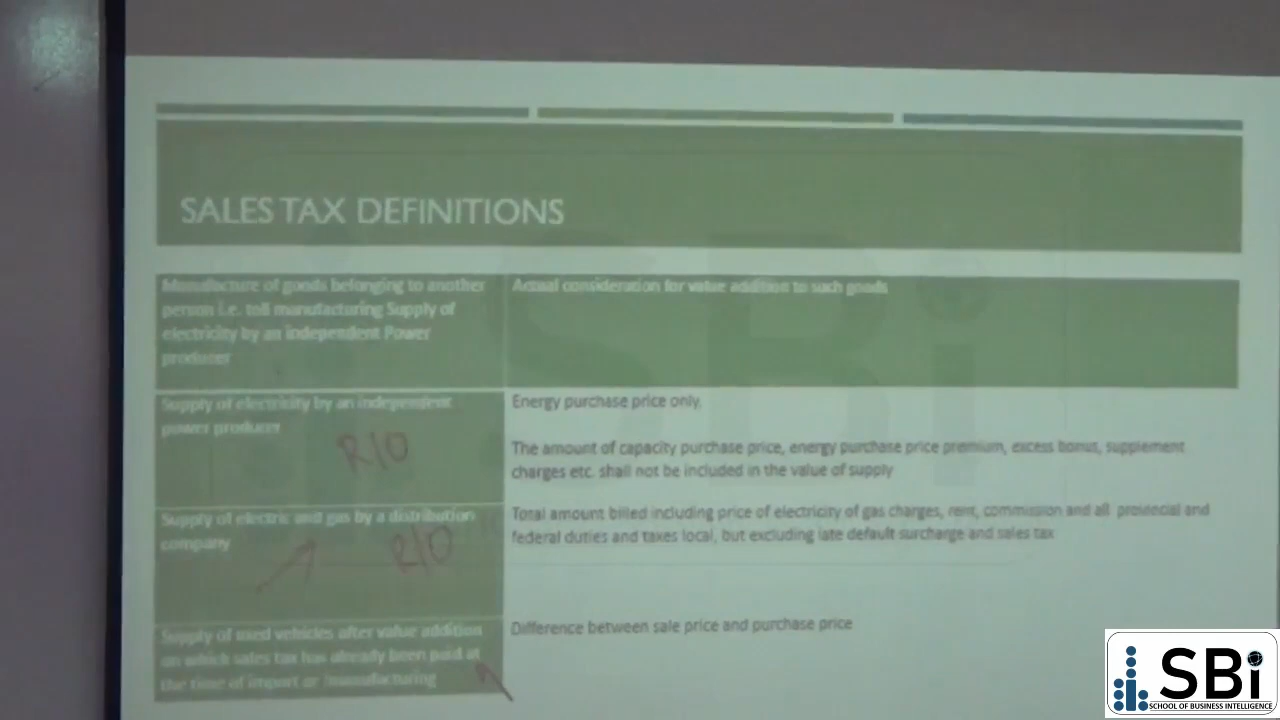 SALES TAX DEFINITIONS
Manufacture of goods belonging to another
person i.e. toll manufacturing Supply of
electricity by an independent Power
producer
Actual consideration for value addition to such goods
Supply of electricity by an independent
power producer
R/O
Energy purchase price only.
The amount of capacity purchase price, energy purchase price premium, excess bonus, supplement
charges etc. shall not be included in the value of supply
Supply of electric and gas by a distribution
company
R/O
Total amount billed including price of electricity of gas charges, rent, commission and all provincial and
federal duties and taxes local, but excluding late default surcharge and sales tax
Supply of used vehicles after value addition
on which sales tax has already been paid at
the time of import or manufacturing
Difference between sale price and purchase price
SBi
SBi
SCHOOL OF BUSINESS INTELLIGENCE